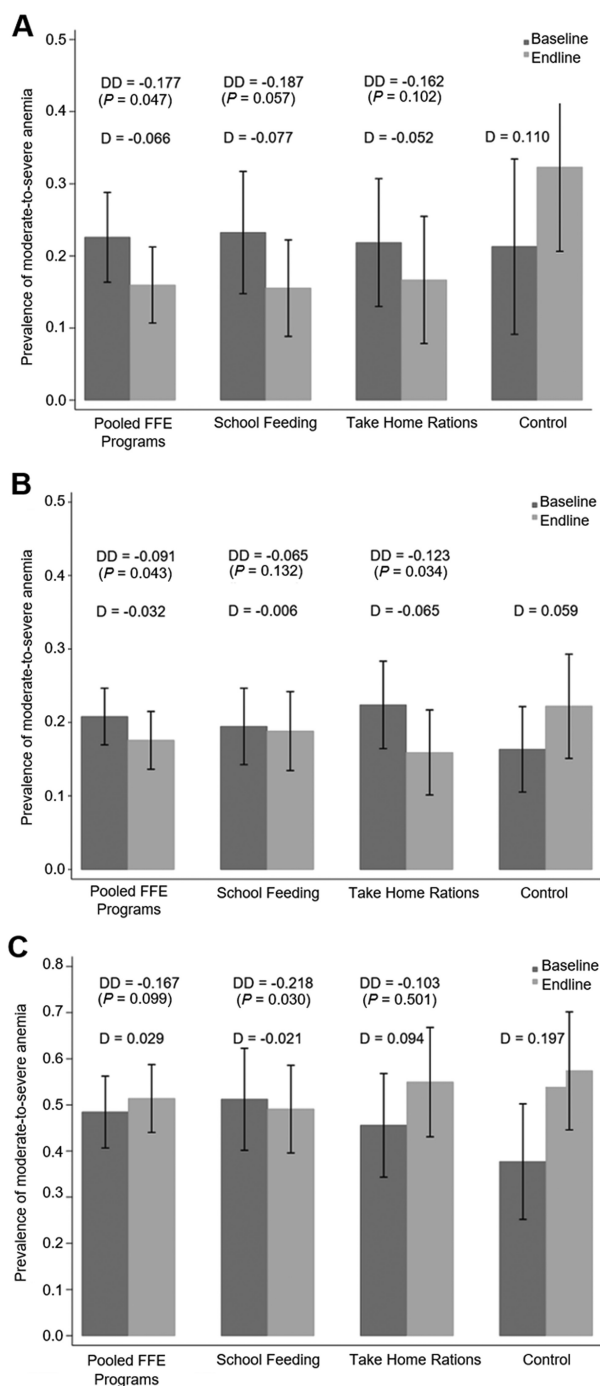 A
Prevalence of moderate-to-severe anemia
0.5
0.4
0.3
0.2
0.1
0.0
Baseline
Endline
DD = -0.177
(P = 0.047)
D = -0.066
DD = -0.187
(P = 0.057)
D = -0.077
DD = -0.162
(P = 0.102)
D = -0.052
D = 0.110
Pooled FFE
Programs
School Feeding
Take Home Rations
Control
B
Prevalence of moderate-to-severe anemia
0.5
0.4
0.3
0.2
0.1
0.0
Baseline
Endline
DD = -0.091
(P = 0.043)
D = -0.032
DD = -0.065
(P = 0.132)
D = -0.006
DD = -0.123
(P = 0.034)
D = -0.065
D = 0.059
Pooled FFE
Programs
School Feeding
Take Home Rations
Control
C
Prevalence of moderate-to-severe anemia
0.8
0.7
0.6
0.5
0.4
0.3
0.2
0.1
0.0
Baseline
Endline
DD = -0.167
(P = 0.099)
D = 0.029
DD = -0.218
(P = 0.030)
D = -0.021
DD = -0.103
(P = 0.501)
D = 0.094
D = 0.197
Pooled FFE
Programs
School Feeding
Take Home Rations
Control